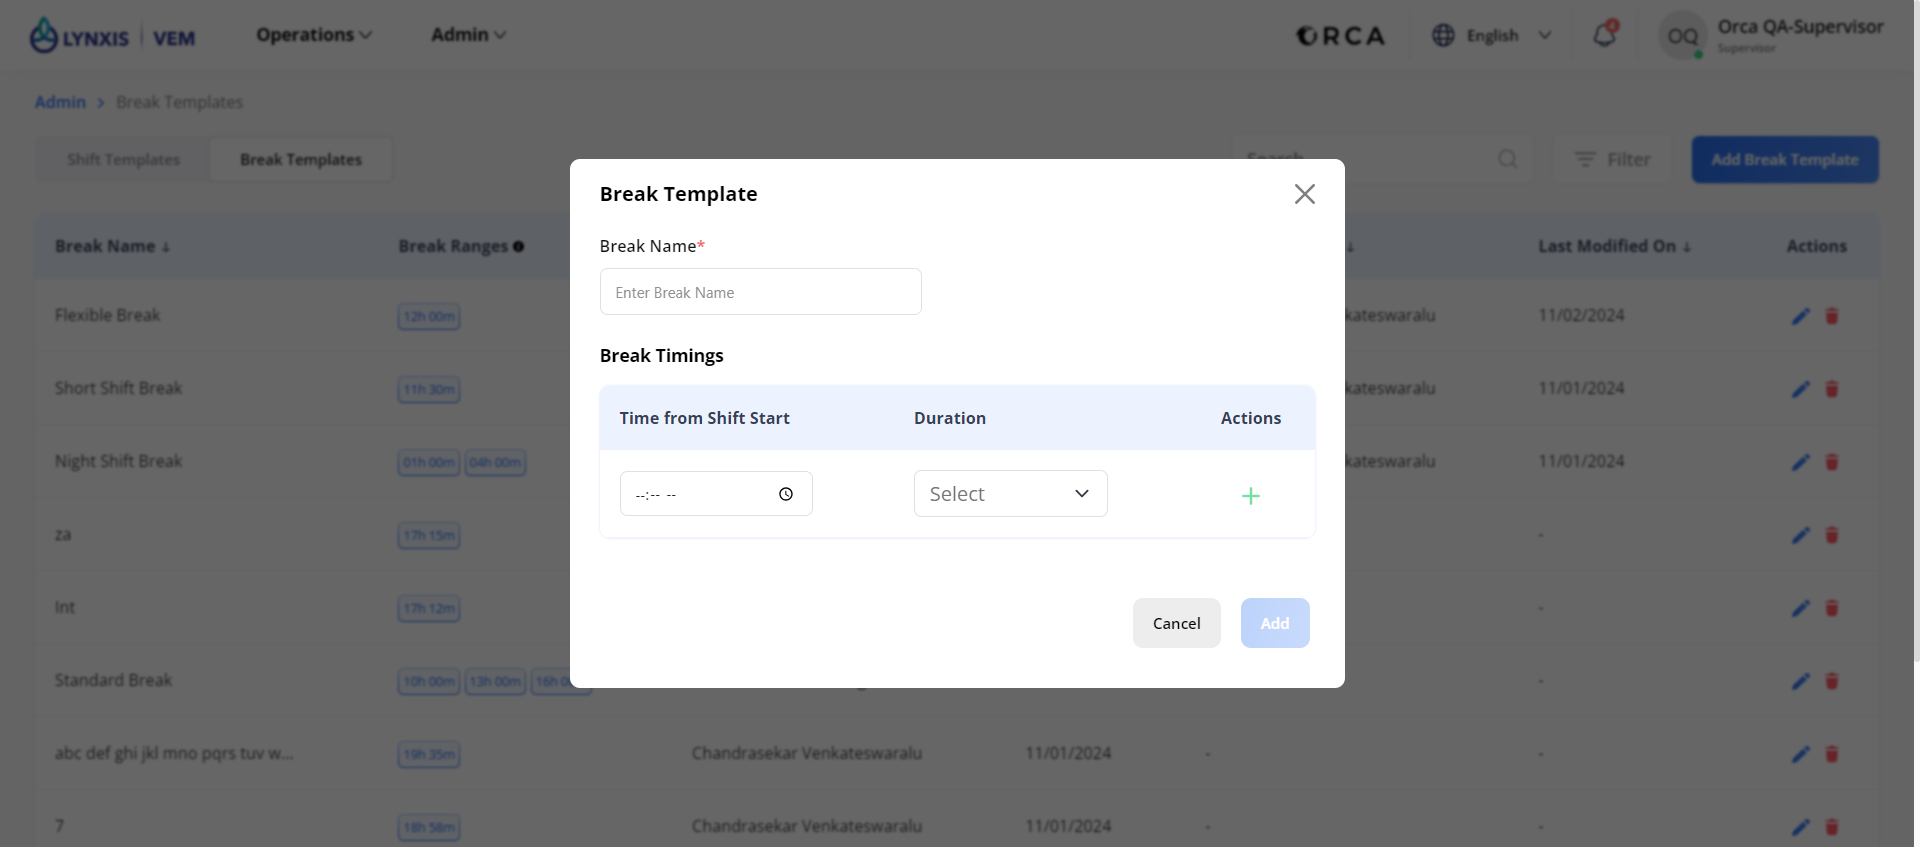 LYNXIS | VEM
Operations
Admin
ORCA
English
4
OQ
Orca QA-Supervisor
Supervisor
Admin > Break Templates
Shift Templates
Break Templates
Search
Filter
Add Break Template
Break Template
Break Name*
Enter Break Name
Break Timings
Time from Shift Start
Duration
Actions
--:-- --
Select
Cancel
Add
Break Name ↓
Break Ranges
Last Modified On ↓
Actions
Flexible Break
12h 00m
kateswaralu
11/02/2024
Short Shift Break
11h 30m
kateswaralu
11/01/2024
Night Shift Break
01h 00m
04h 00m
kateswaralu
11/01/2024
za
17h 15m
-
Int
17h 12m
-
Standard Break
10h 00m
13h 00m
16h
-
abc def ghi jkl mno pqrs tuv w...
19h 35m
Chandrasekar Venkateswaralu
11/01/2024
-
-
7
18h 58m
Chandrasekar Venkateswaralu
11/01/2024
-
-